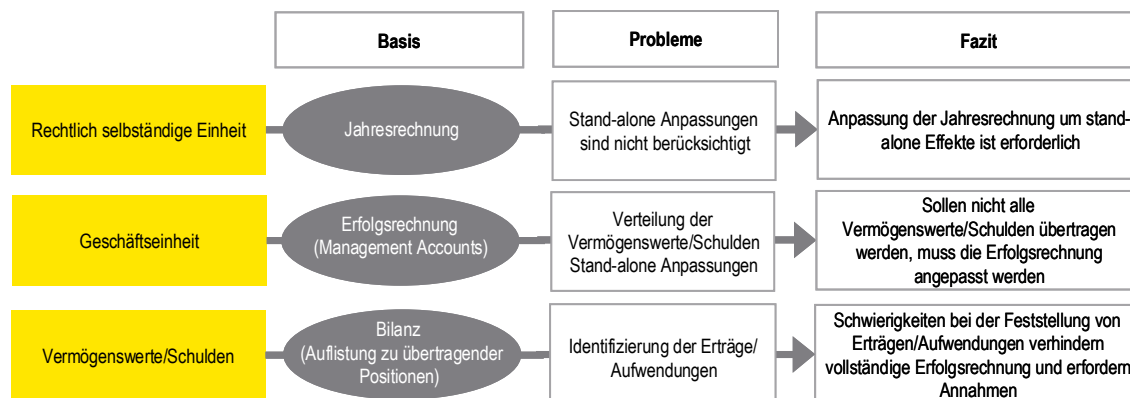 Basis
Probleme
Fazit
Rechtlich selbständige Einheit
Jahresrechnung
Stand-alone Anpassungen
sind nicht berücksichtigt
Anpassung der Jahresrechnung um stand-
alone Effekte ist erforderlich
Geschäftseinheit
Erfolgsrechnung
(Management Accounts)
Verteilung der
Vermögenswerte/Schulden
Stand-alone Anpassungen
Sollen nicht alle
Vermögenswerte/Schulden übertragen
werden, muss die Erfolgsrechnung
angepasst werden
Vermögenswerte/Schulden
Bilanz
(Auflistung zu übertragender
Positionen)
Identifizierung der Erträge/
Aufwendungen
Schwierigkeiten bei der Feststellung von
Erträgen/Aufwendungen verhindern
vollständige Erfolgsrechnung und erfordern
Annahmen